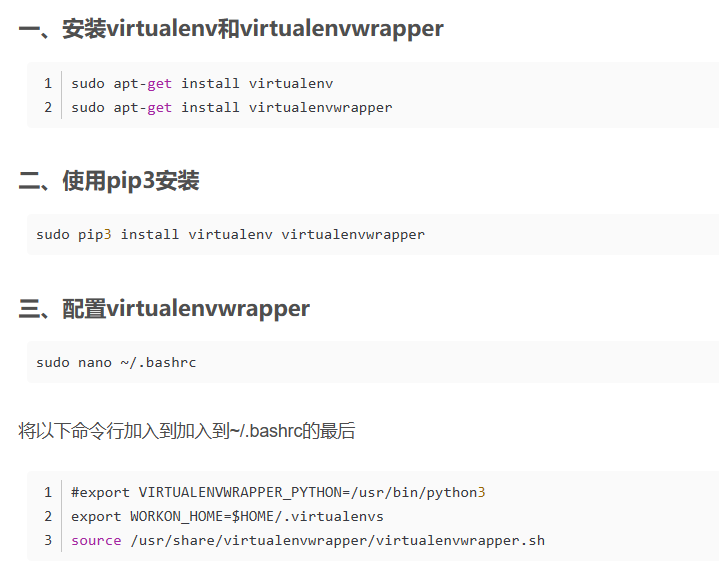 一、安装virtualenv和virtualenvwrapper
1 sudo apt-get install virtualenv
2 sudo apt-get install virtualenvwrapper
二、使用pip3安装
sudo pip3 install virtualenv virtualenvwrapper
三、配置virtualenvwrapper
sudo nano ~/.bashrc
将以下命令行加入到加入到~/.bashrc的最后
1 #export VIRTUALENVWRAPPER_PYTHON=/usr/bin/python3
2 export WORKON_HOME=$HOME/.virtualenvs
3 source /usr/share/virtualenvwrapper/virtualenvwrapper.sh